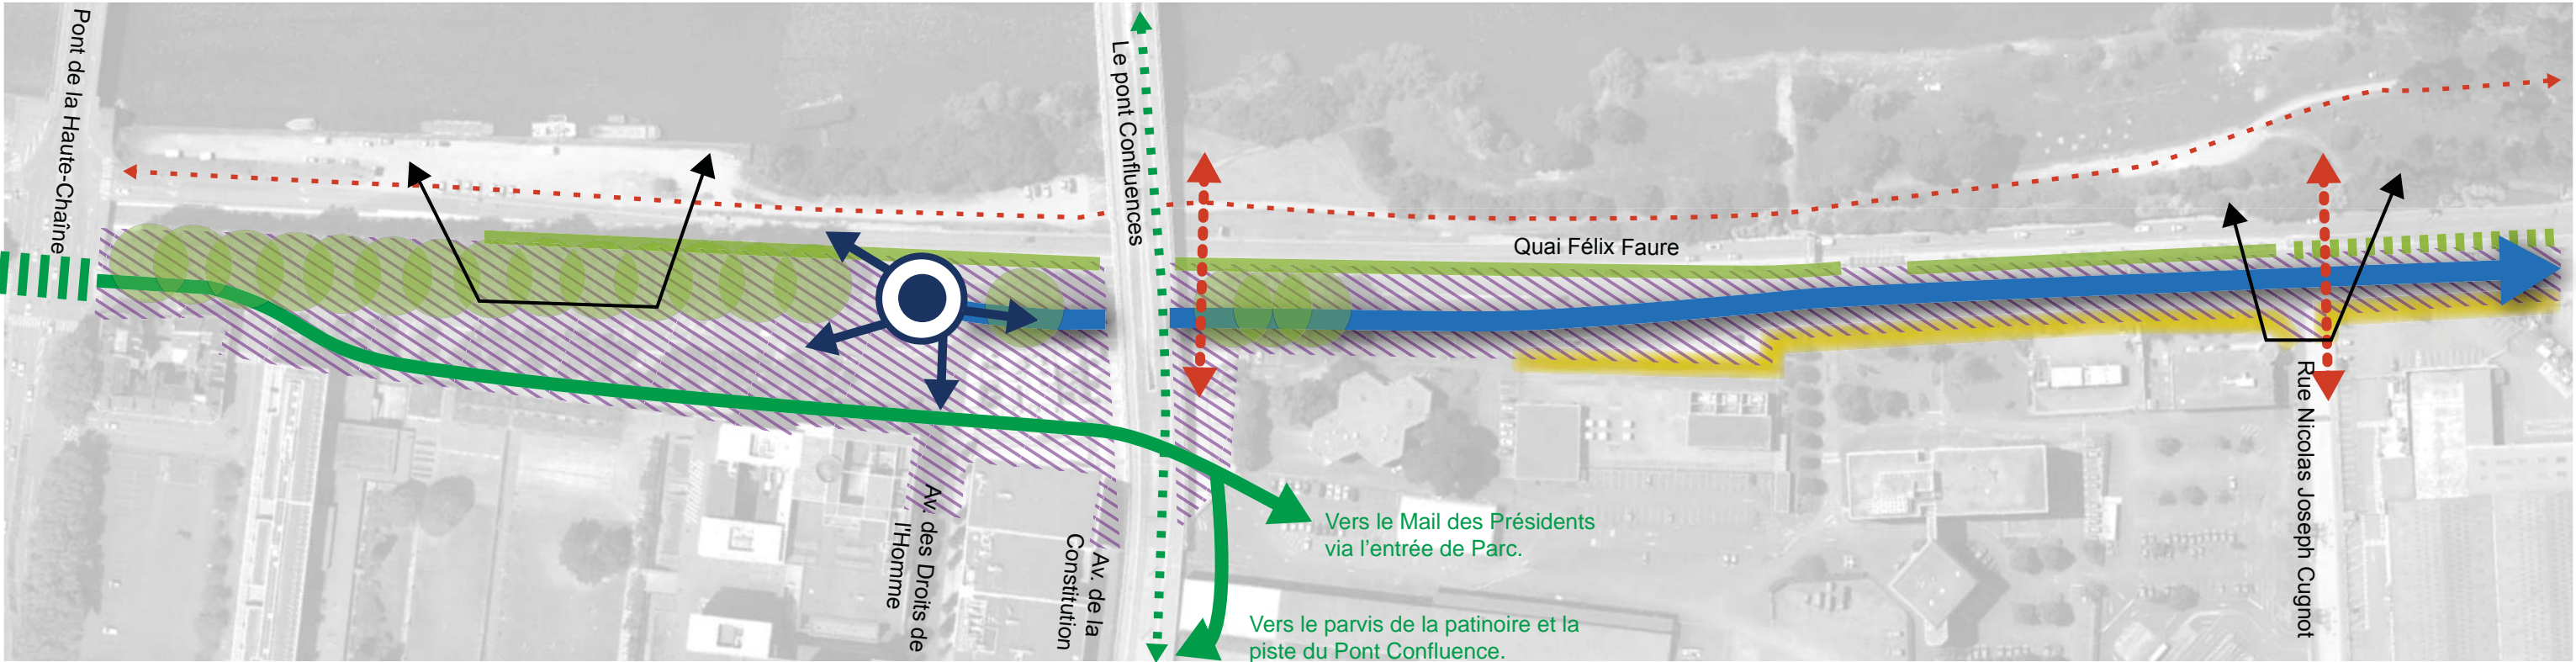 Pont de la Haute-Chaîne
Le pont Confluences
Quai Félix Faure
Av. des Droits de
l'Homme
Av. de la
Constitution
Vers le Mail des Présidents
via l'entrée de Parc.
Vers le parvis de la patinoire et la
piste du Pont Confluence.
Rue Nicolas Joseph Cugnot